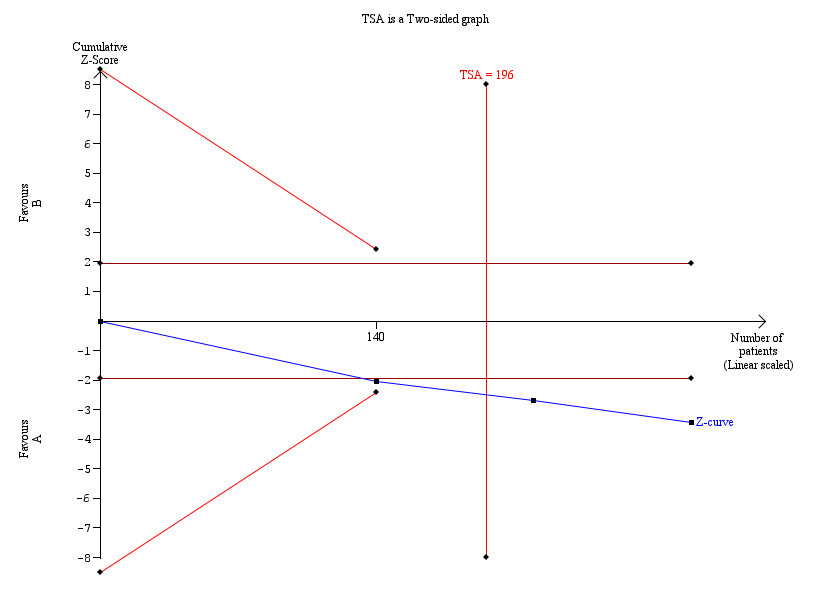 TSA is a Two-sided graph
Cumulative
Z-Score
TSA = 196
8
7
6
5
4
3
2
1
Favours
B
140
Number of
patients
(Linear scaled)
-1
-2
-3
-4
-5
-6
-7
-8
Favours
A
Z-curve